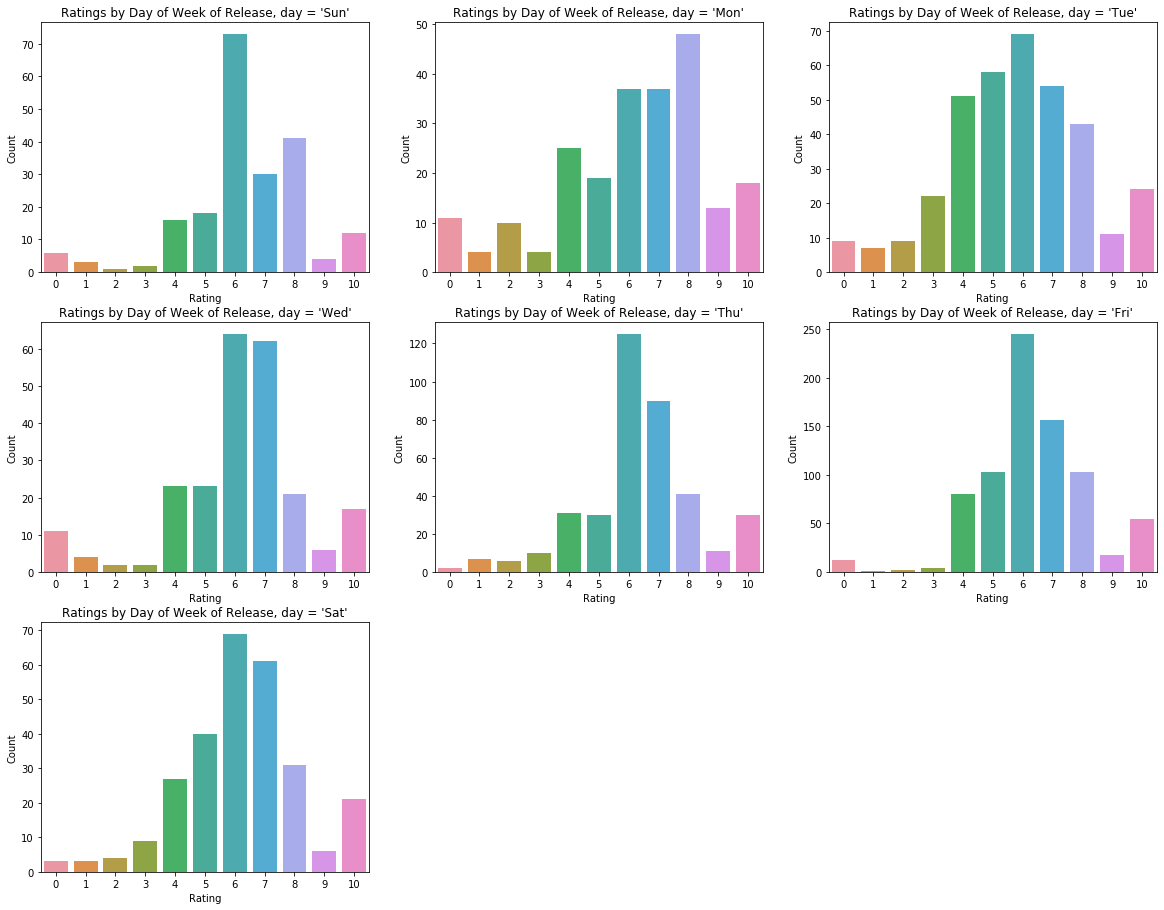 Ratings by Day of Week of Release, day = 'Sun'
70
60
50
40
30
20
10
0
Count
0 1 2 3 4 5 6 7 8 9 10
Rating
Ratings by Day of Week of Release, day = 'Mon'
50
40
30
20
10
0
Count
0 1 2 3 4 5 6 7 8 9 10
Rating
Ratings by Day of Week of Release, day = 'Tue'
70
60
50
40
30
20
10
0
Count
0 1 2 3 4 5 6 7 8 9 10
Rating
Ratings by Day of Week of Release, day = 'Wed'
60
50
40
30
20
10
0
Count
0 1 2 3 4 5 6 7 8 9 10
Rating
Ratings by Day of Week of Release, day = 'Thu'
120
100
80
60
40
20
0
Count
0 1 2 3 4 5 6 7 8 9 10
Rating
Ratings by Day of Week of Release, day = 'Fri'
250
200
150
100
50
0
Count
0 1 2 3 4 5 6 7 8 9 10
Rating
Ratings by Day of Week of Release, day = 'Sat'
70
60
50
40
30
20
10
0
Count
0 1 2 3 4 5 6 7 8 9 10
Rating